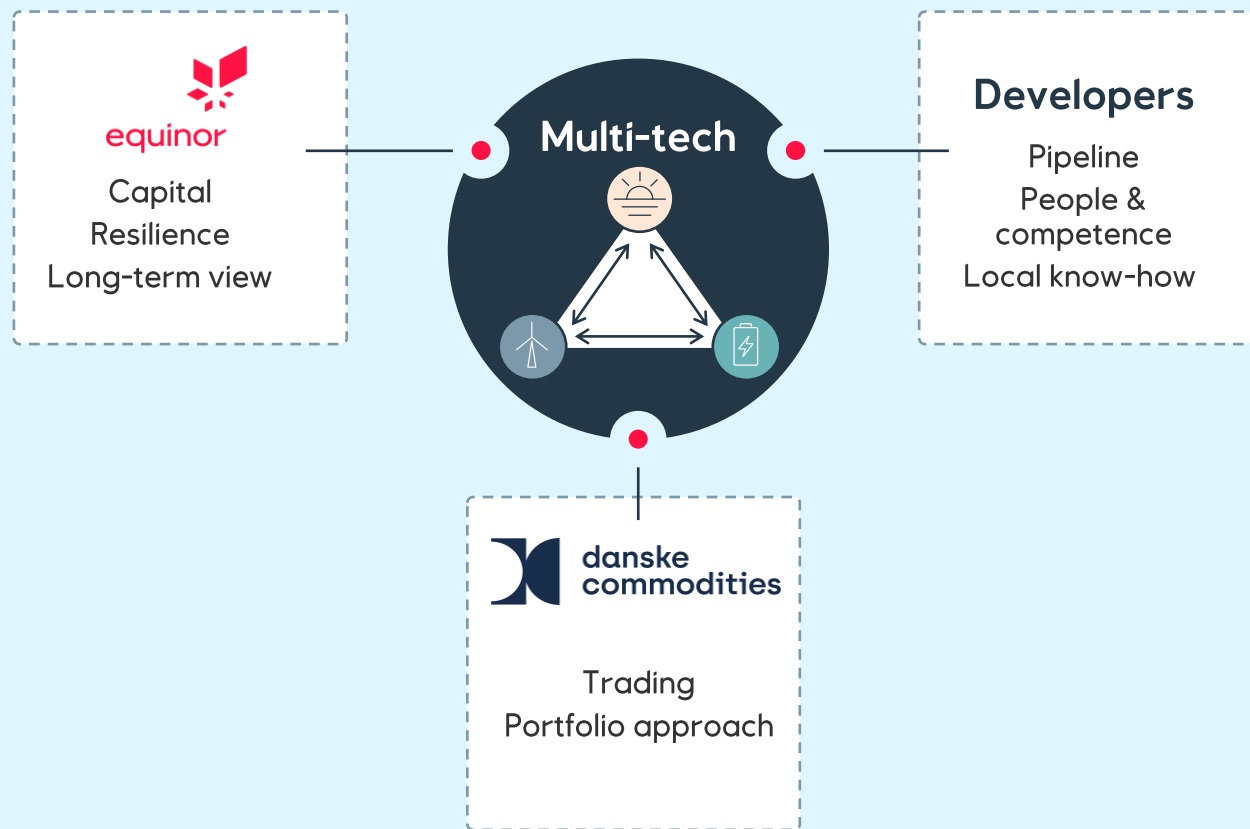 equinor
Capital
Resilience
Long-term view
Multi-tech
Developers
Pipeline
People &
competence
Local know-how
danske
commodities
Trading
Portfolio approach